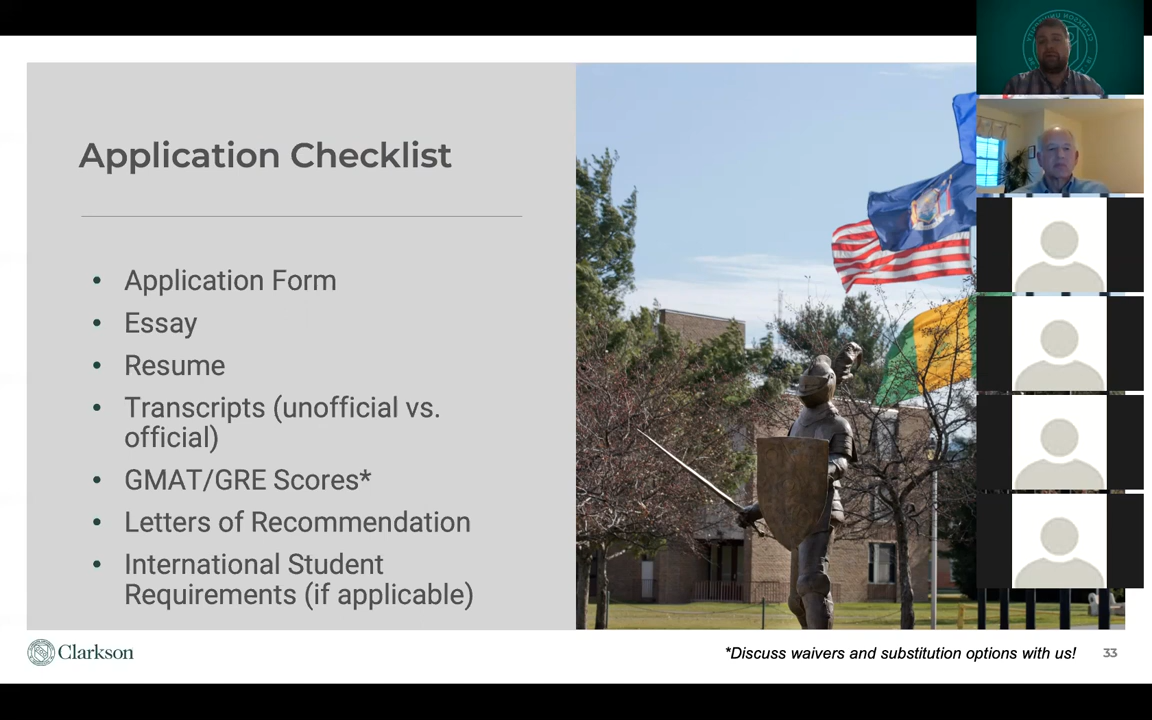 Application Checklist
• Application Form
• Essay
• Resume
• Transcripts (unofficial vs.
official)
• GMAT/GRE Scores*
• Letters of Recommendation
• International Student
Requirements (if applicable)
Clarkson
*Discuss waivers and substitution options with us!
33